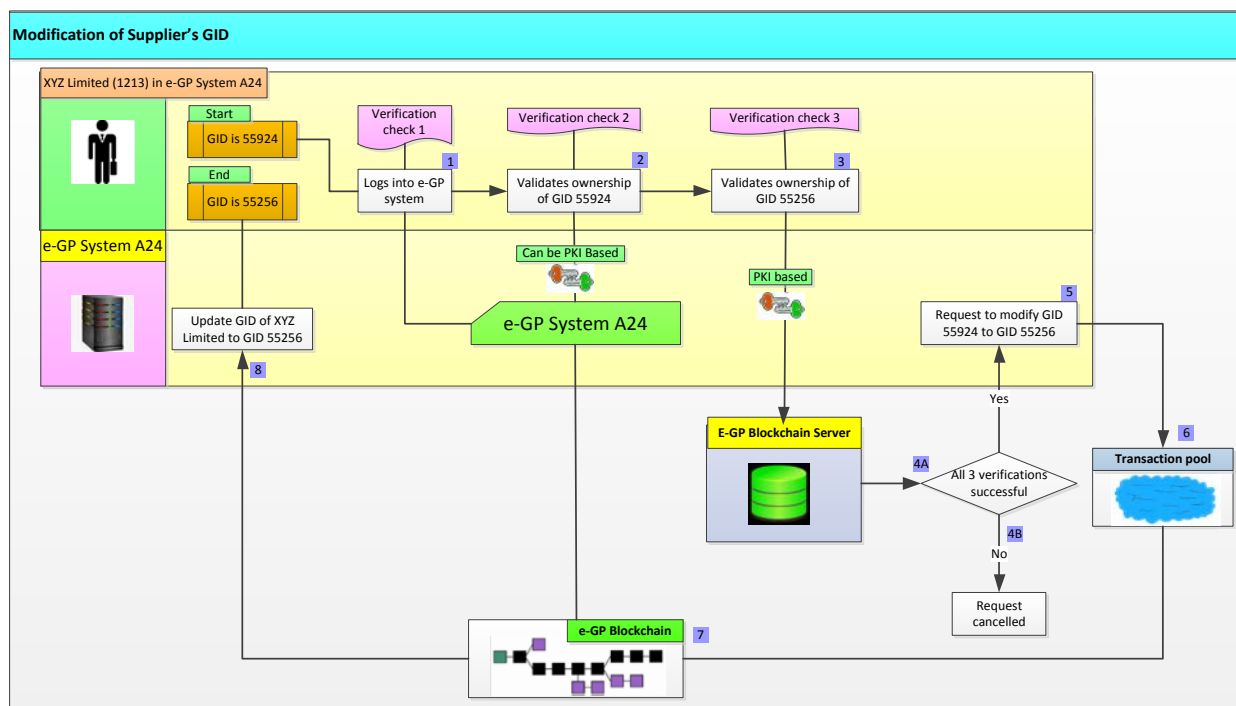 Modification of Supplier's GID
XYZ Limited (1213) in e-GP System A24
Start
GID is 55924
End
GID is 55256
Verification
check 1
1
Logs into e-GP
system
Verification check 2
2
Validates ownership
of GID 55924
Verification check 3
3
Validates ownership of
GID 55256
e-GP System A24
Can be PKI Based
PKI based
e-GP System A24
Update GID of XYZ
Limited to GID 55256
8
5
Request to modify GID
55924 to GID 55256
Yes
E-GP Blockchain Server
4A
All 3 verifications
successful
4B
No
Request
cancelled
6
Transaction pool
e-GP Blockchain
7